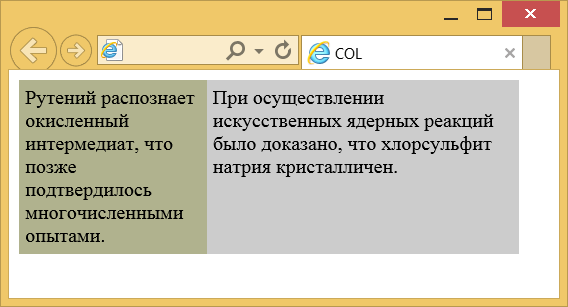 COL
Рутений распознает
окисленный
интермедиат, что
позже
подтвердилось
многочисленными
опытами.
При осуществлении
искусственных ядерных реакций
было доказано, что хлорсульфит
натрия кристалличен.